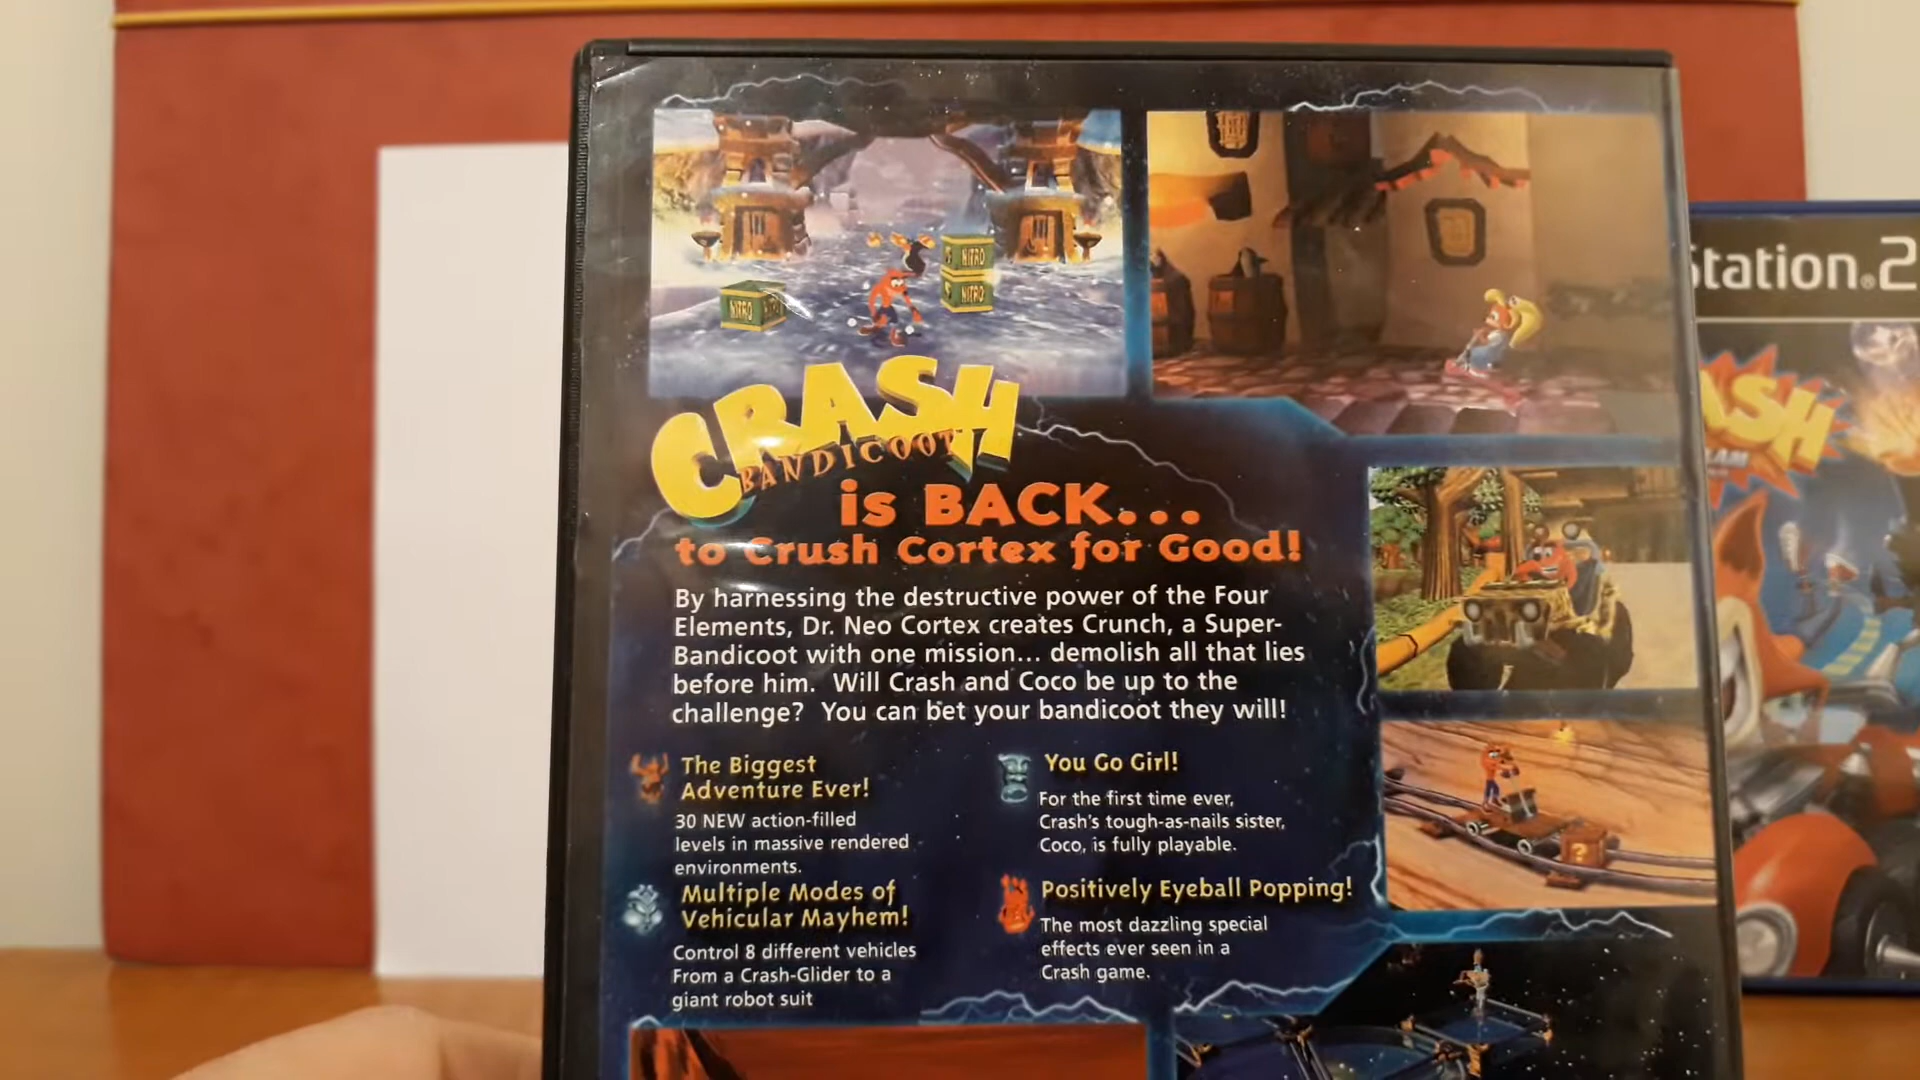 NITRO
NITRO
NITRO
CRASH
BANDICOOT
is BACK...
to Crush Cortex for Good!
By harnessing the destructive power of the Four
Elements, Dr. Neo Cortex creates Crunch, a Super-
Bandicoot with one mission... demolish all that lies
before him. Will Crash and Coco be up to the
challenge? You can bet your bandicoot they will!
The Biggest
Adventure Ever!
30 NEW action-filled
levels in massive rendered
environments.
Multiple Modes of
Vehicular Mayhem!
Control 8 different vehicles
From a Crash-Glider to a
giant robot suit
You Go Girl!
For the first time ever,
Crash's tough-as-nails sister,
Coco, is fully playable.
Positively Eyeball Popping!
The most dazzling special
effects ever seen in a
Crash game.
?
Station®2
ASH